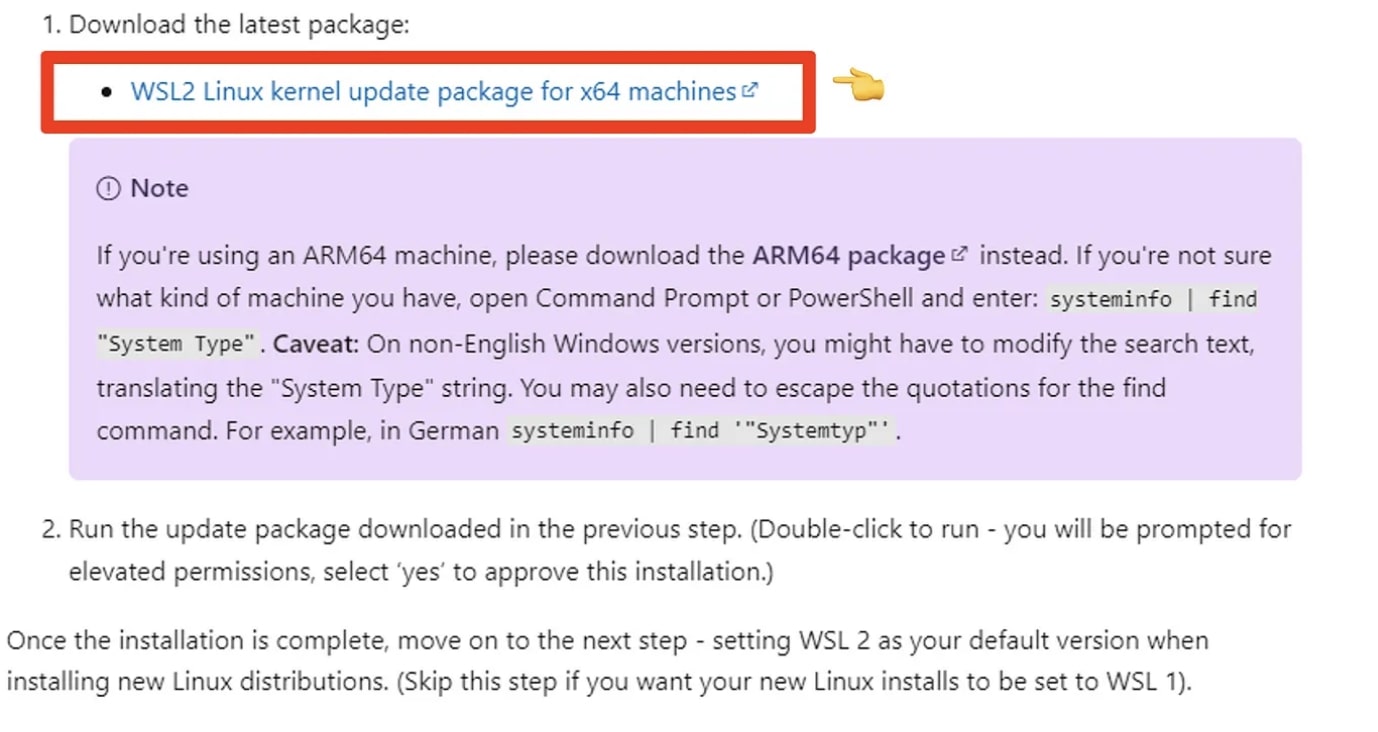 1. Download the latest package:
• WSL2 Linux kernel update package for x64 machines
Note
If you're using an ARM64 machine, please download the ARM64 package instead. If you're not sure
what kind of machine you have, open Command Prompt or PowerShell and enter: systeminfo | find
"System Type". Caveat: On non-English Windows versions, you might have to modify the search text,
translating the "System Type" string. You may also need to escape the quotations for the find
command. For example, in German systeminfo | find '"Systemtyp"'.
2. Run the update package downloaded in the previous step. (Double-click to run - you will be prompted for
elevated permissions, select ‘yes’ to approve this installation.)
Once the installation is complete, move on to the next step - setting WSL 2 as your default version when
installing new Linux distributions. (Skip this step if you want your new Linux installs to be set to WSL 1).